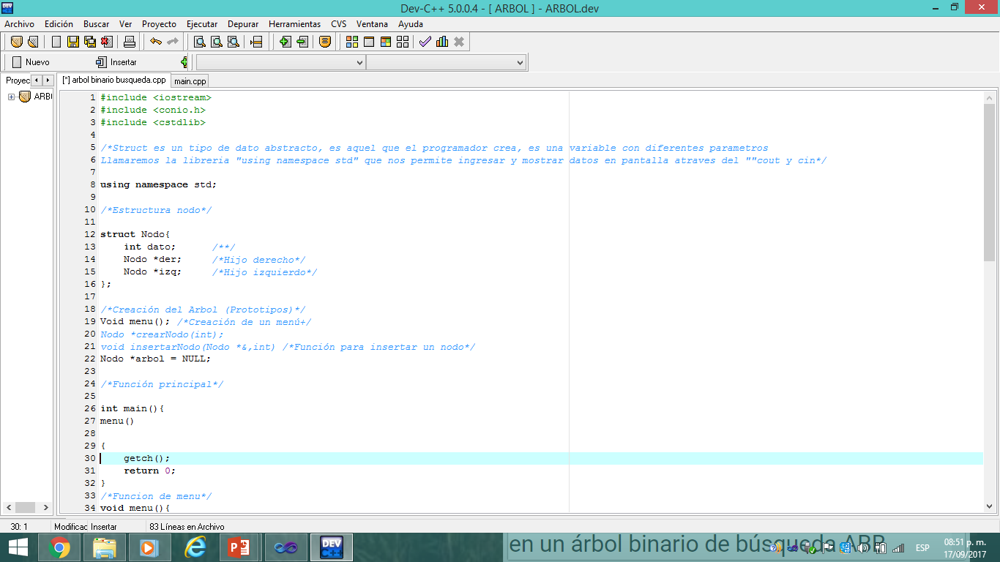 Dev-C++ 5.0.0.4 - [ ARBOL ] - ARBOL.dev
Archivo Edición Buscar Ver Proyecto Ejecutar Depurar Herramientas CVS Ventana Ayuda
Nuevo Insertar
Proyec [*] arbol binario busqueda.cpp main.cpp
ARB
1 #include <iostream>
2 #include <conio.h>
3 #include <cstdlib>
4
5 /*Struct es un tipo de dato abstracto, es aquel que el programador crea, es una variable con diferentes parametros
6 Llamaremos la libreria "using namespace std" que nos permite ingresar y mostrar datos en pantalla atraves del ""cout y cin*/
7
8 using namespace std;
9
10 /*Estructura nodo*/
11
12 struct Nodo{
13 int dato; /**/
14 Nodo *der; /*Hijo derecho*/
15 Nodo *izq; /*Hijo izquierdo*/
16 };
17
18 /*Creación del Arbol (Prototipos)*/
19 Void menu(); /*Creación de un menú+/
20 Nodo *crearNodo(int);
21 void insertarNodo(Nodo *&,int) /*Función para insertar un nodo*/
22 Nodo *arbol = NULL;
23
24 /*Función principal*/
25
26 int main(){
27 menu()
28
29 {
30 getch();
31 return 0;
32 }
33 /*Funcion de menu*/
34 void menu(){
30: 1 Modificac Insertar 83 Líneas en Archivo
en un árbol binario de búsqueda ABB
DEV C++
ESP
08:51 p. m.
17/09/2017